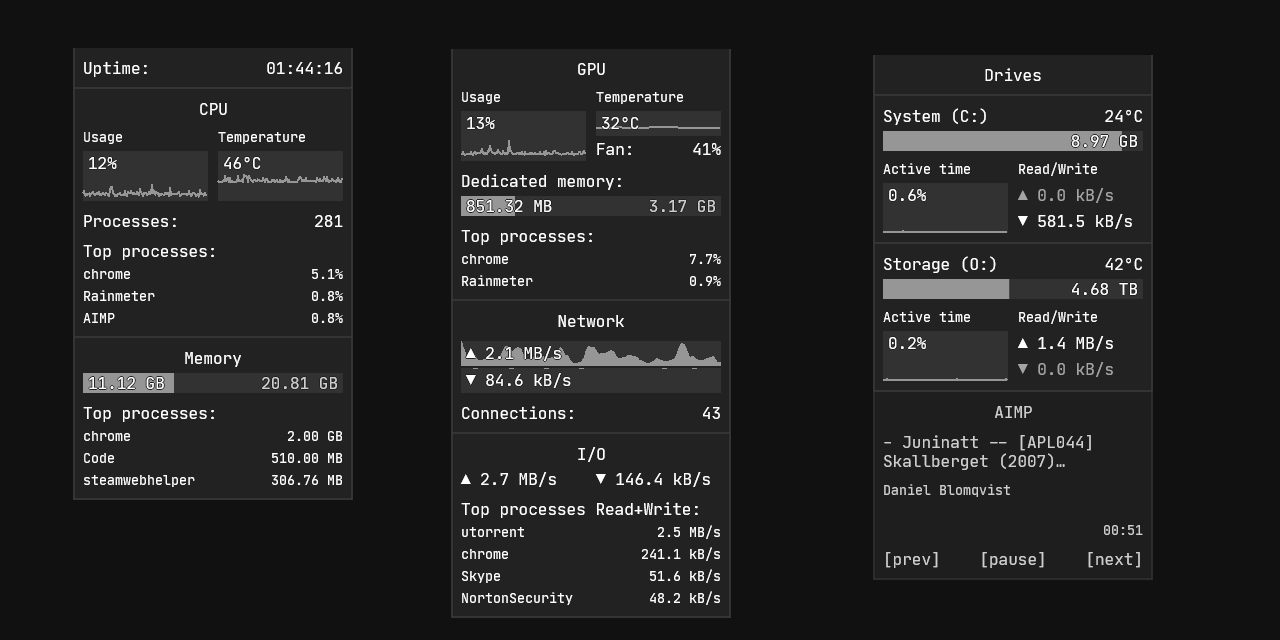 Uptime: 01:44:16
CPU
Usage Temperature
12% 46°C
Processes: 281
Top processes:
chrome 5.1%
Rainmeter 0.8%
AIMP 0.8%
Memory
11.12 GB 20.81 GB
Top processes:
chrome 2.00 GB
Code 510.00 MB
steamwebhelper 306.76 MB
GPU
Usage Temperature
13% 32°C
Fan: 41%
Dedicated memory:
851.32 MB 3.17 GB
Top processes:
chrome 7.7%
Rainmeter 0.9%
Network
▲ 2.1 MB/s
▼ 84.6 kB/s
Connections: 43
I/O
▲ 2.7 MB/s ▼ 146.4 kB/s
Top processes Read+Write:
utorrent 2.5 MB/s
chrome 241.1 kB/s
Skype 51.6 kB/s
NortonSecurity 48.2 kB/s
Drives
System (C:) 24°C
8.97 GB
Active time Read/Write
0.6% ▲ 0.0 kB/s
▼ 581.5 kB/s
Storage (O:) 42°C
4.68 TB
Active time Read/Write
0.2% ▲ 1.4 MB/s
▼ 0.0 kB/s
AIMP
- Juninatt -- [APL044]
Skallberget (2007)…
Daniel Blomqvist
00:51
[prev] [pause] [next]